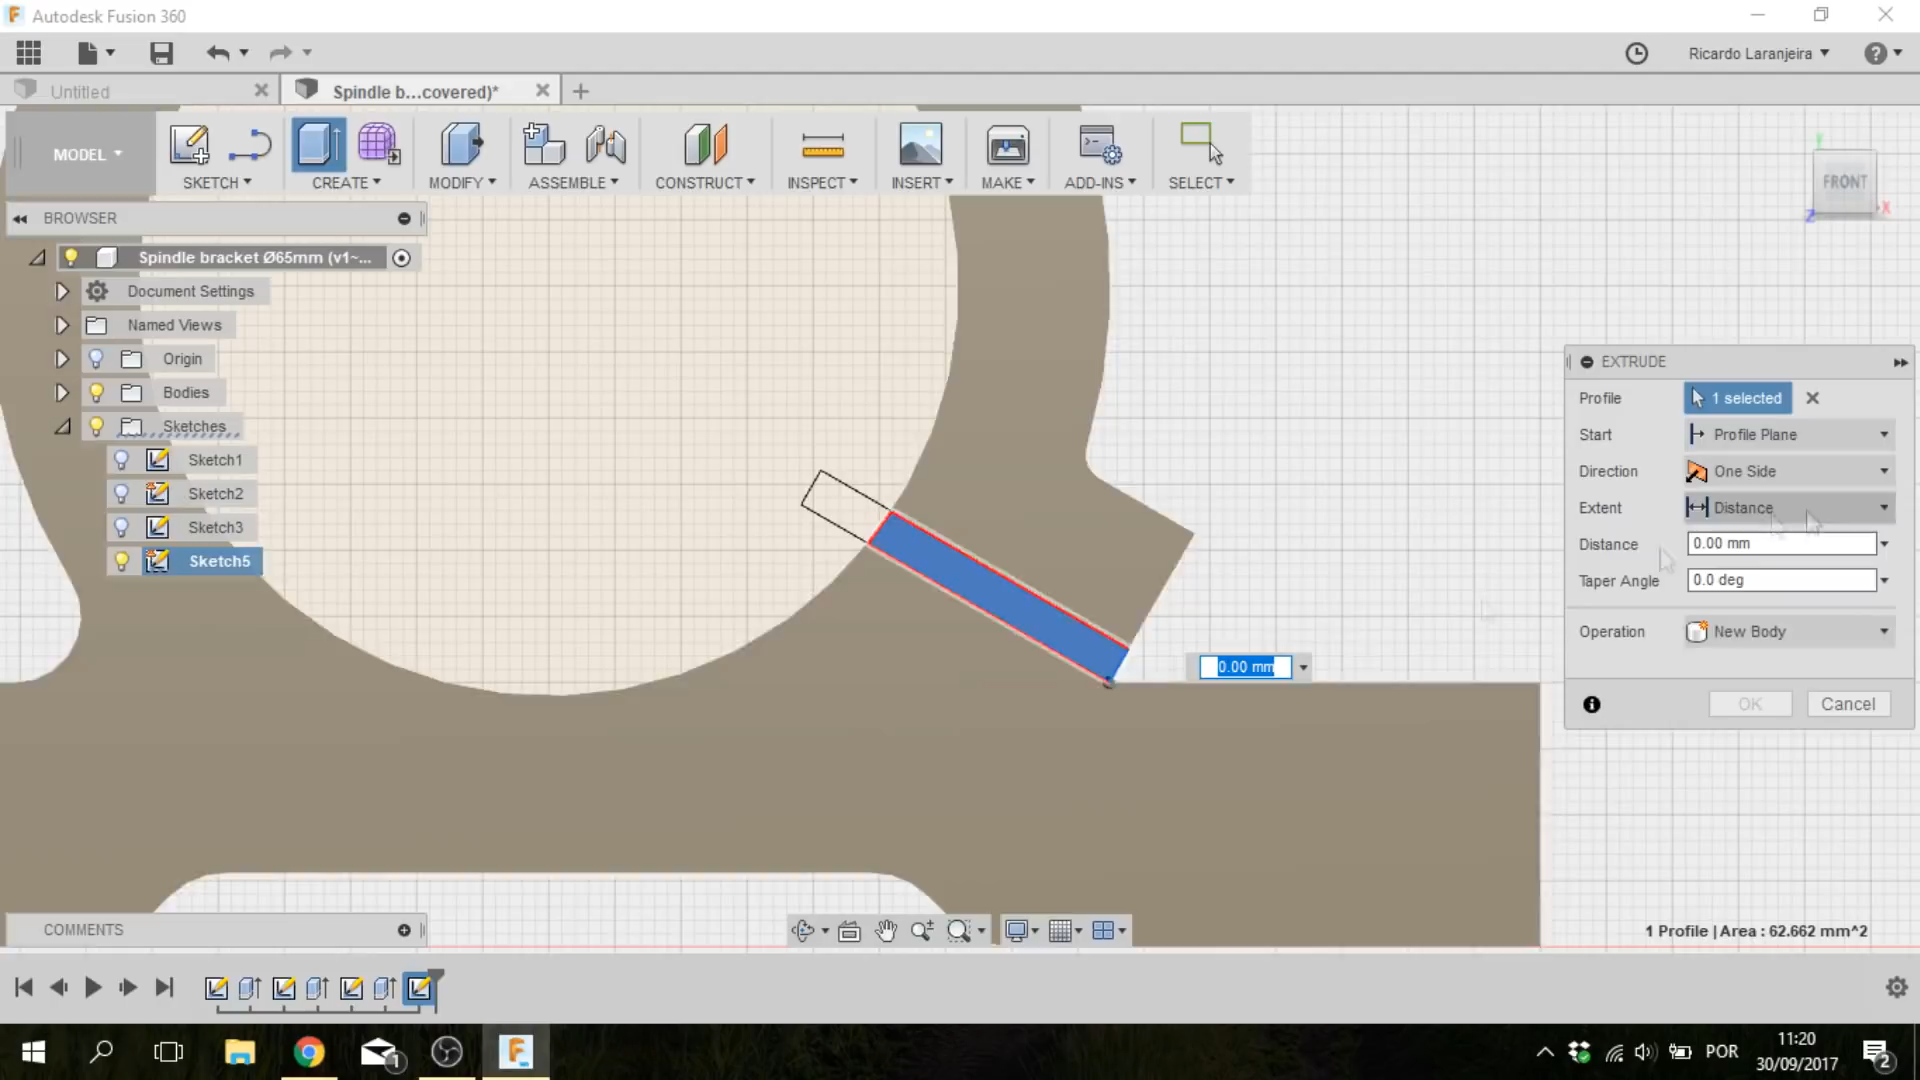 Autodesk Fusion 360
Ricardo Laranjeira
Untitled
Spindle b...covered)*
MODEL
SKETCH
CREATE
MODIFY
ASSEMBLE
CONSTRUCT
INSPECT
INSERT
MAKE
ADD-INS
SELECT
FRONT
X
Z
BROWSER
Spindle bracket Ø65mm (v1~...
Document Settings
Named Views
Origin
Bodies
Sketches
Sketch1
Sketch2
Sketch3
Sketch5
EXTRUDE
Profile 1 selected
Start Profile Plane
Direction One Side
Extent Distance
Distance 0.00 mm
Taper Angle 0.0 deg
Operation New Body
OK Cancel
0.00 mm
COMMENTS
1 Profile | Area : 62.662 mm^2
1
POR
11:20
30/09/2017
2